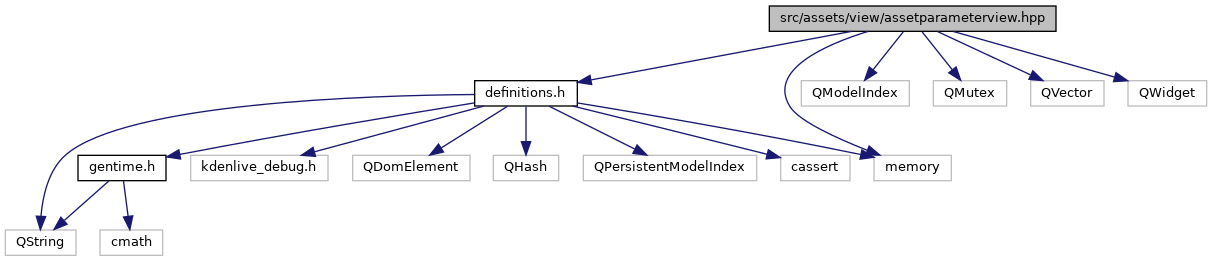 src/assets/view/assetparameterview.hpp
definitions.h
QModelIndex
QMutex
QVector
QWidget
gentime.h
kdenlive_debug.h
QDomElement
QHash
QPersistentModelIndex
cassert
memory
QString
cmath